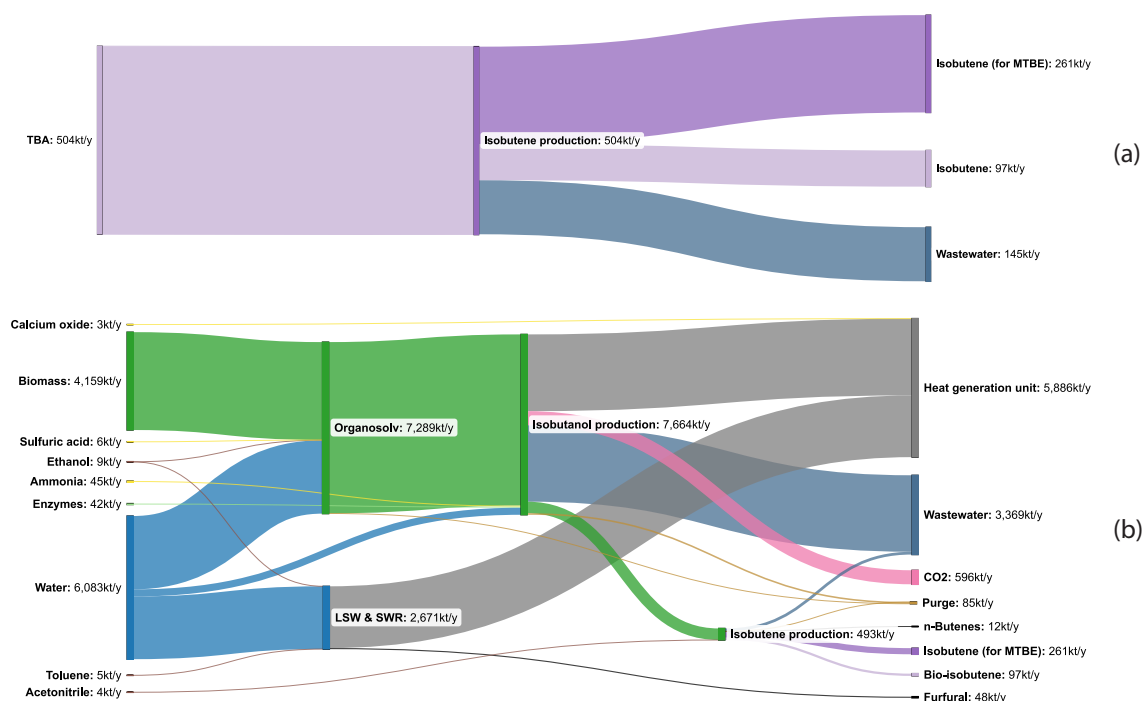 Isobutene (for MTBE): 261kt/y
TBA: 504kt/y
Isobutene production: 504kt/y
(a)
Isobutene: 97kt/y
Wastewater: 145kt/y
Calcium oxide: 3kt/y
Biomass: 4,159kt/y
Heat generation unit: 5,886kt/y
Organosolv: 7,289kt/y
Isobutanol production: 7,664kt/y
Sulfuric acid: 6kt/y
Ethanol: 9kt/y
Ammonia: 45kt/y
Enzymes: 42kt/y
Wastewater: 3,369kt/y
(b)
Water: 6,083kt/y
CO2: 596kt/y
Purge: 85kt/y
LSW & SWR: 2,671kt/y
n-Butenes: 12kt/y
Isobutene production: 493kt/y
Isobutene (for MTBE): 261kt/y
Toluene: 5kt/y
Bio-isobutene: 97kt/y
Acetonitrile: 4kt/y
Furfural: 48kt/y